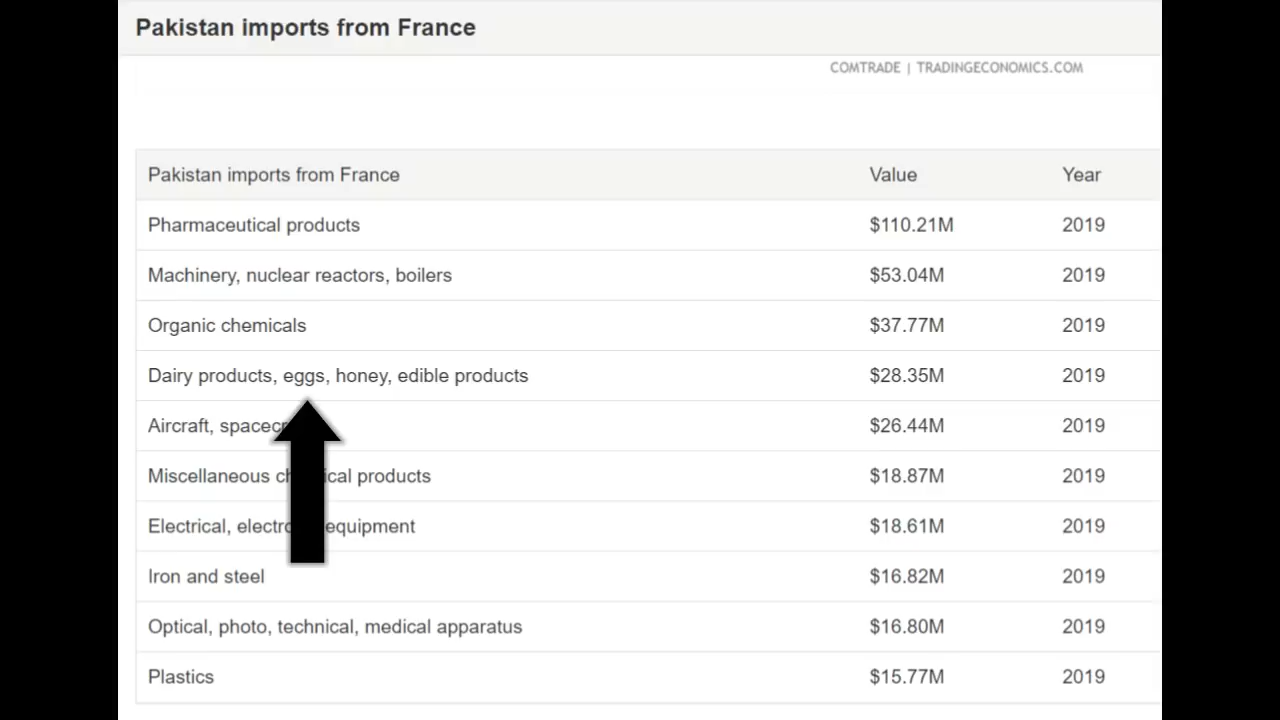 Pakistan imports from France
COMTRADE | TRADINGECONOMICS.COM
Pakistan imports from France Value Year
Pharmaceutical products $110.21M 2019
Machinery, nuclear reactors, boilers $53.04M 2019
Organic chemicals $37.77M 2019
Dairy products, eggs, honey, edible products $28.35M 2019
Aircraft, $26.44M 2019
Miscellaneous products $18.87M 2019
Electrical, equipment $18.61M 2019
Iron and steel $16.82M 2019
Optical, photo, technical, medical apparatus $16.80M 2019
Plastics $15.77M 2019